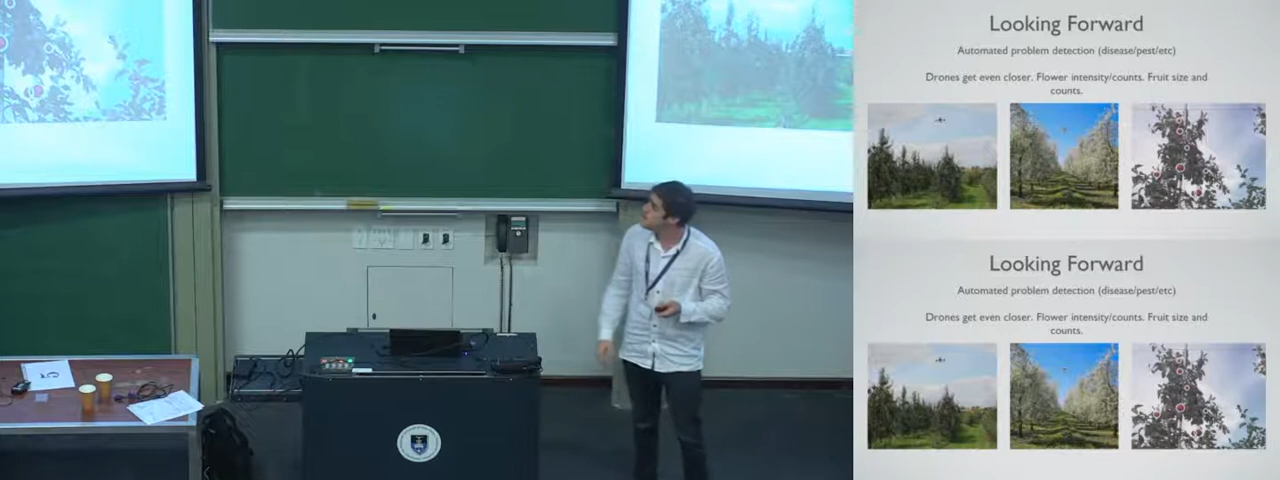 Looking Forward
Automated problem detection (disease/pest/etc)
Drones get even closer. Flower intensity/counts. Fruit size and
counts.
Looking Forward
Automated problem detection (disease/pest/etc)
Drones get even closer. Flower intensity/counts. Fruit size and
counts.